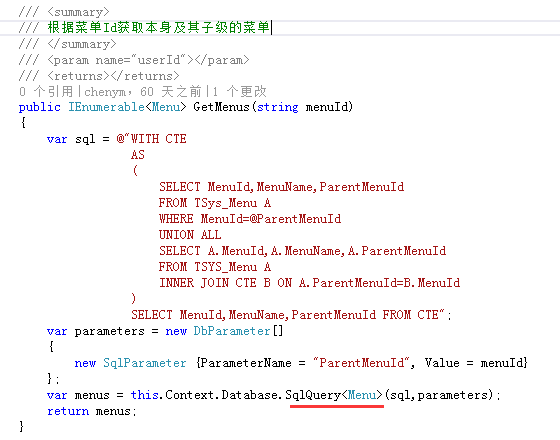 /// <summary>
/// 根据菜单Id获取本身及其子级的菜单
/// </summary>
/// <param name="userId"></param>
/// <returns></returns>
0 个引用|chenym，60 天之前|1 个更改
public IEnumerable<Menu> GetMenus(string menuId)
{
var sql = @"WITH CTE
AS
(
SELECT MenuId,MenuName,ParentMenuId
FROM TSys_Menu A
WHERE MenuId=@ParentMenuId
UNION ALL
SELECT A.MenuId,A.MenuName,A.ParentMenuId
FROM TSYS_Menu A
INNER JOIN CTE B ON A.ParentMenuId=B.MenuId
)
SELECT MenuId,MenuName,ParentMenuId FROM CTE";
var parameters = new DbParameter[]
{
new SqlParameter {ParameterName = "ParentMenuId", Value = menuId}
};
var menus = this.Context.Database.SqlQuery<Menu>(sql,parameters);
return menus;
}